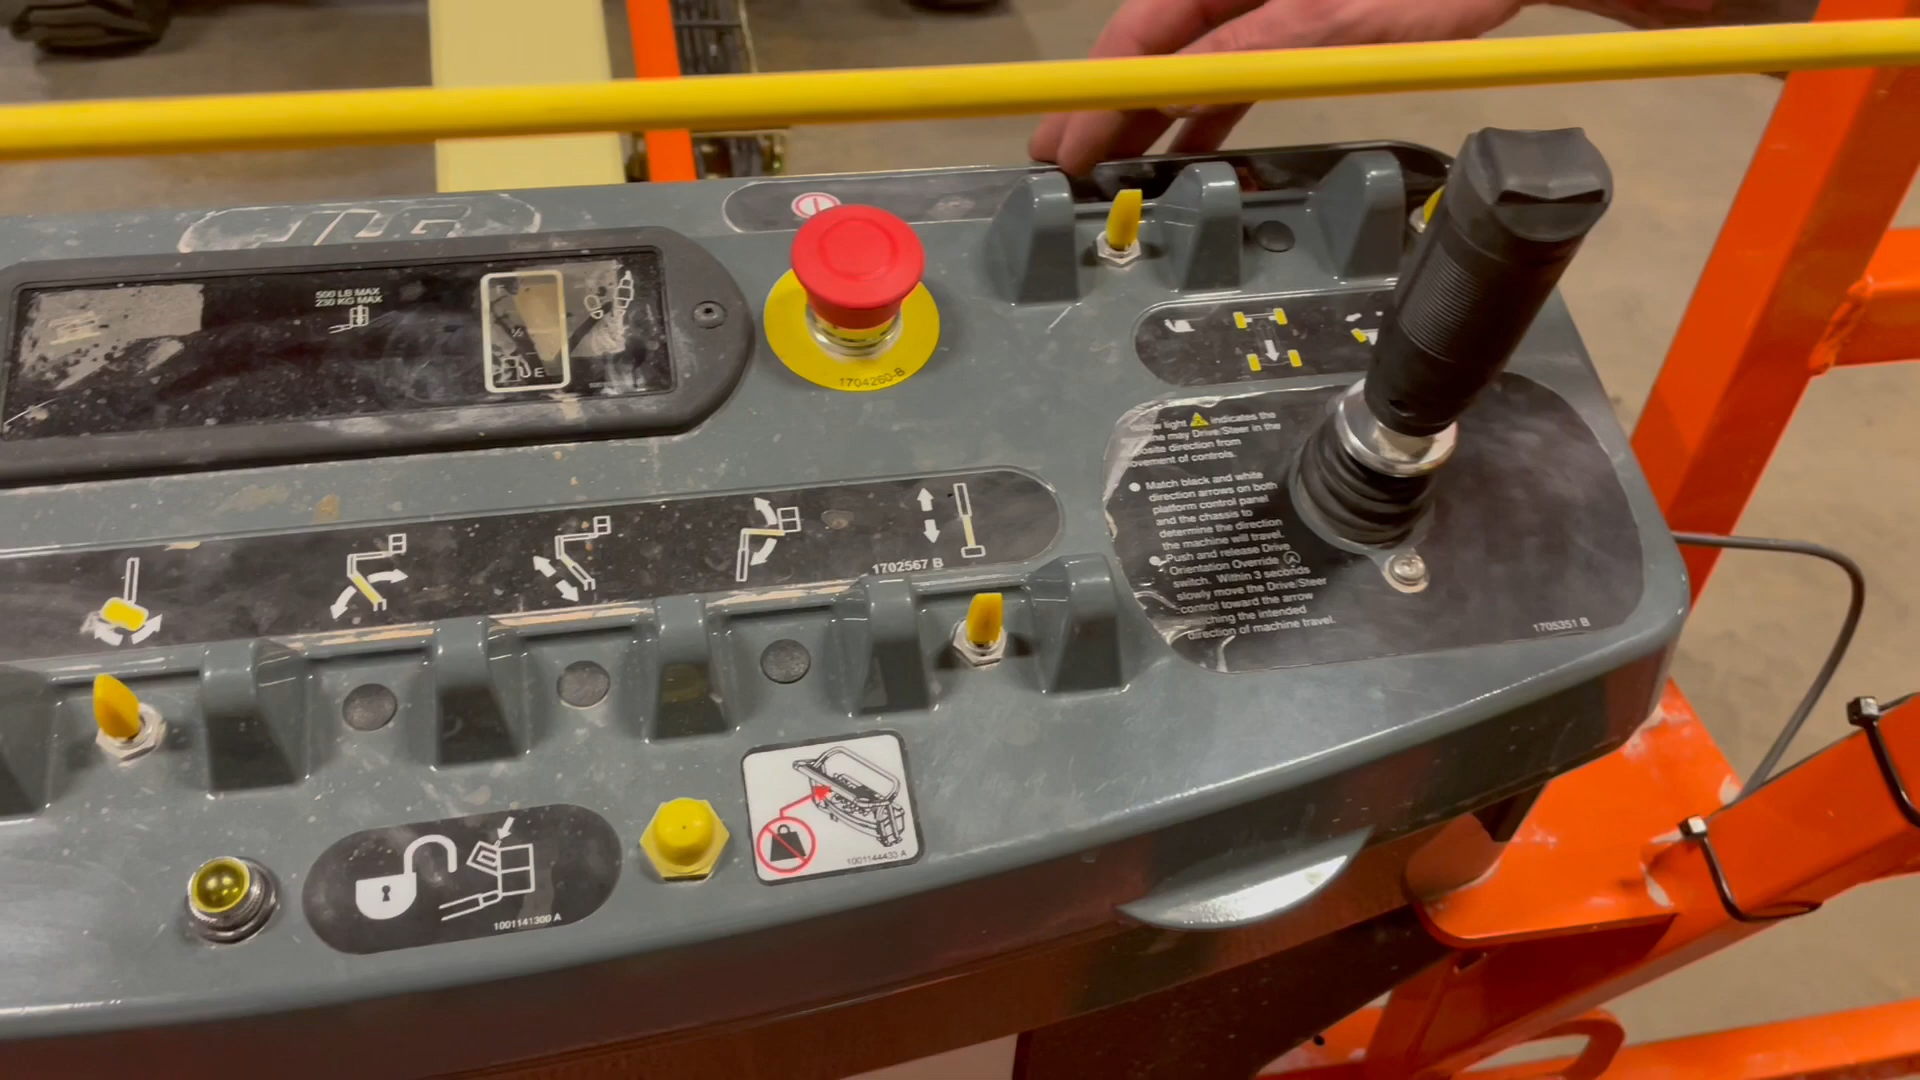 JLG
500 LB MAX
230 KG MAX
F
½
E
1704260-B
1702567 B
light indicates the
may Drive/Steer in the
direction from
movement of controls.
Match black and white
direction arrows on both
platform control panel
and the chassis to
determine the direction
the machine will travel.
Push and release Drive
Orientation Override
switch. Within 3 seconds
slowly move the Drive/Steer
control toward the arrow
matching the intended
direction of machine travel.
1705351 B
1001144433 A
1001141300 A